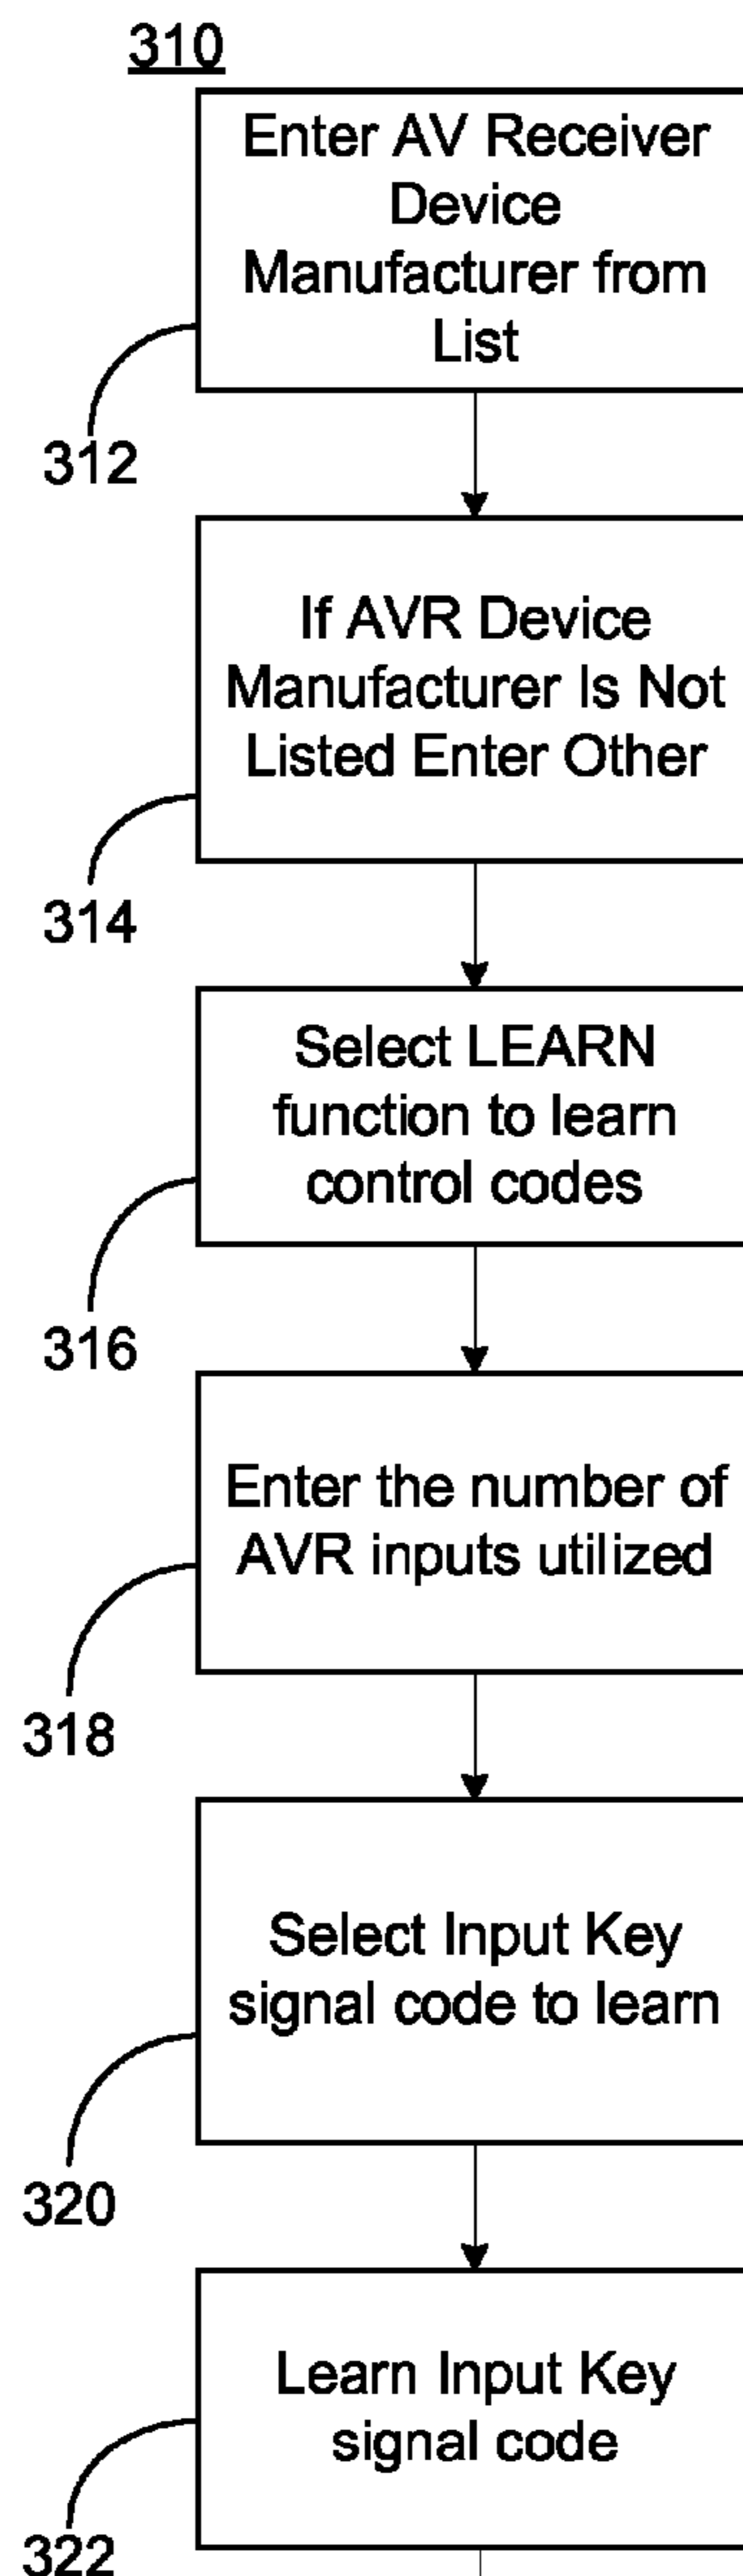 310
Enter AV Receiver
Device
Manufacturer from
List
312
If AVR Device
Manufacturer Is Not
Listed Enter Other
314
Select LEARN
function to learn
control codes
316
Enter the number of
AVR inputs utilized
318
Select Input Key
signal code to learn
320
Learn Input Key
signal code
322